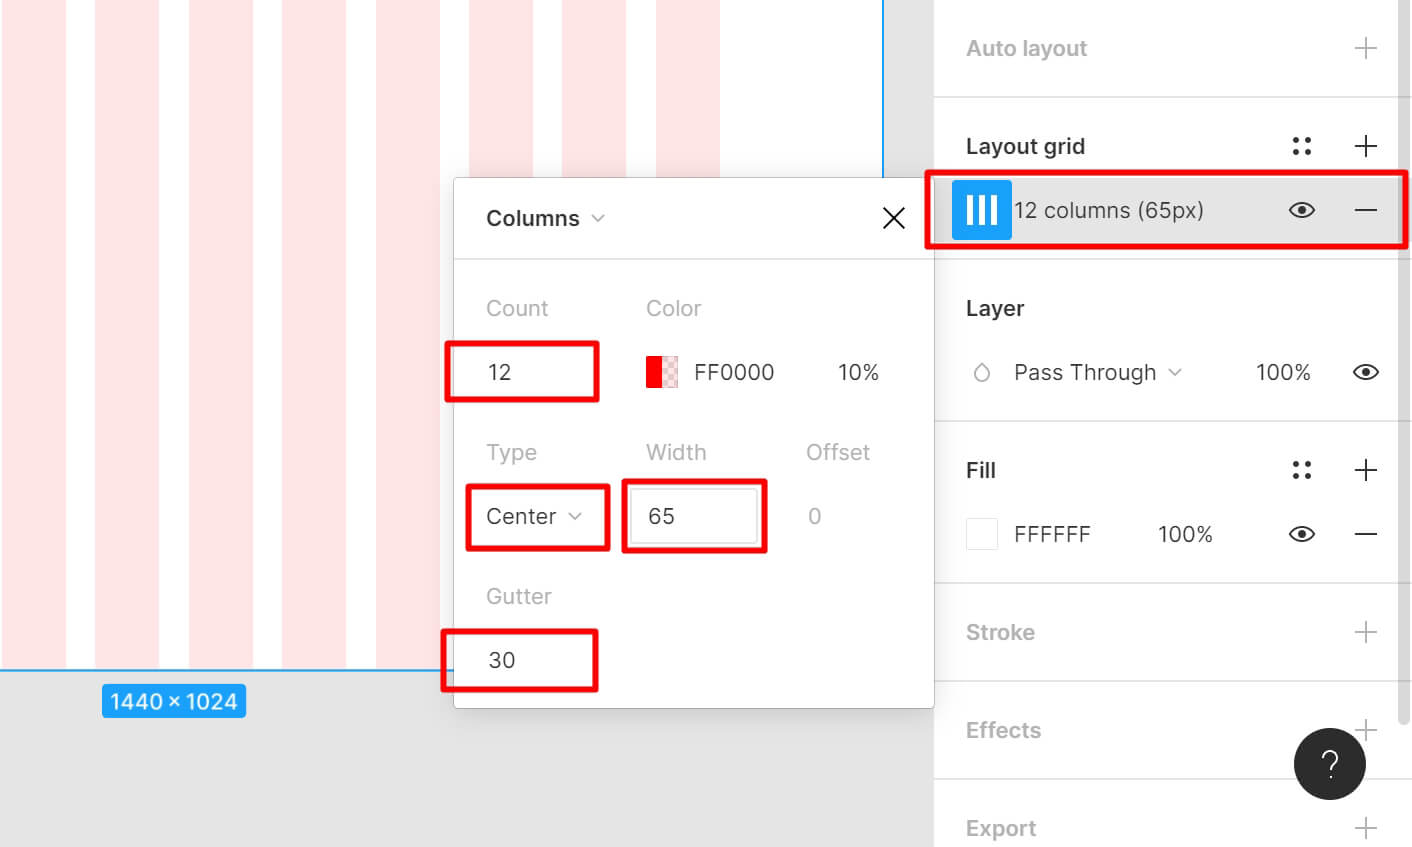 Auto layout
Layout grid
12 columns (65px)
Columns
Count
Color
12
FF0000
10%
Type
Width
Offset
Center
65
0
Gutter
30
1440 × 1024
Layer
Pass Through
100%
Fill
FFFFFF
100%
Stroke
Effects
?
Export